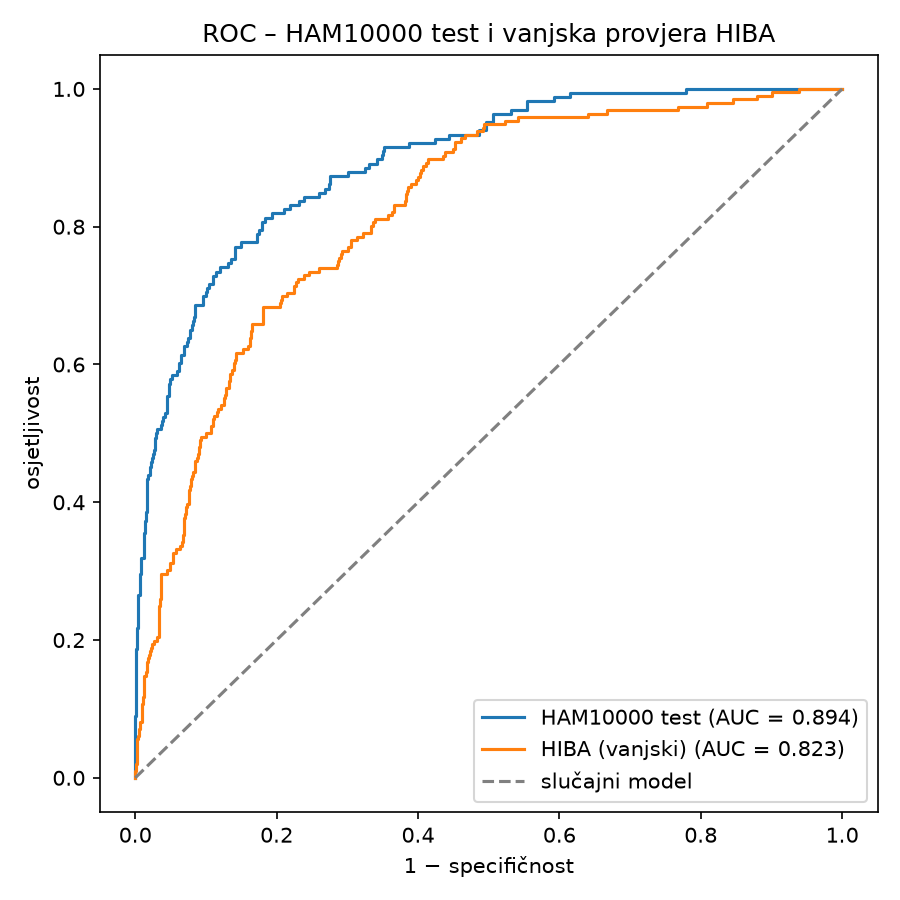 ROC – HAM10000 test i vanjska provjera HIBA
osjetljivost
1.0
0.8
0.6
0.4
0.2
0.0
HAM10000 test (AUC = 0.894)
HIBA (vanjski) (AUC = 0.823)
slučajni model
0.0 0.2 0.4 0.6 0.8 1.0
1 − specifičnost